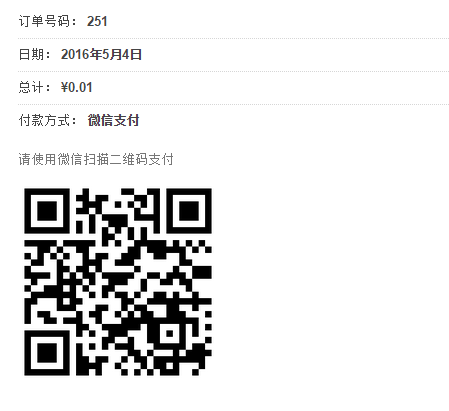 订单号码： 251
日期： 2016年5月4日
总计： ¥0.01
付款方式： 微信支付
请使用微信扫描二维码支付